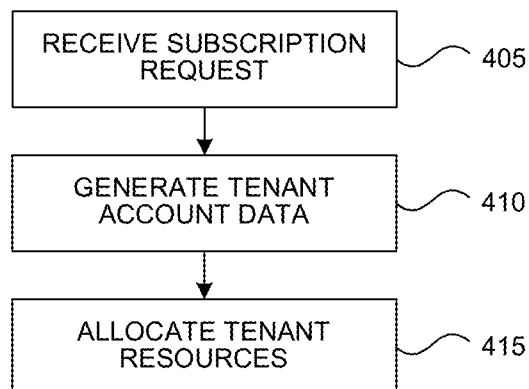 RECEIVE SUBSCRIPTION
REQUEST
405
GENERATE TENANT
ACCOUNT DATA
410
ALLOCATE TENANT
RESOURCES
415